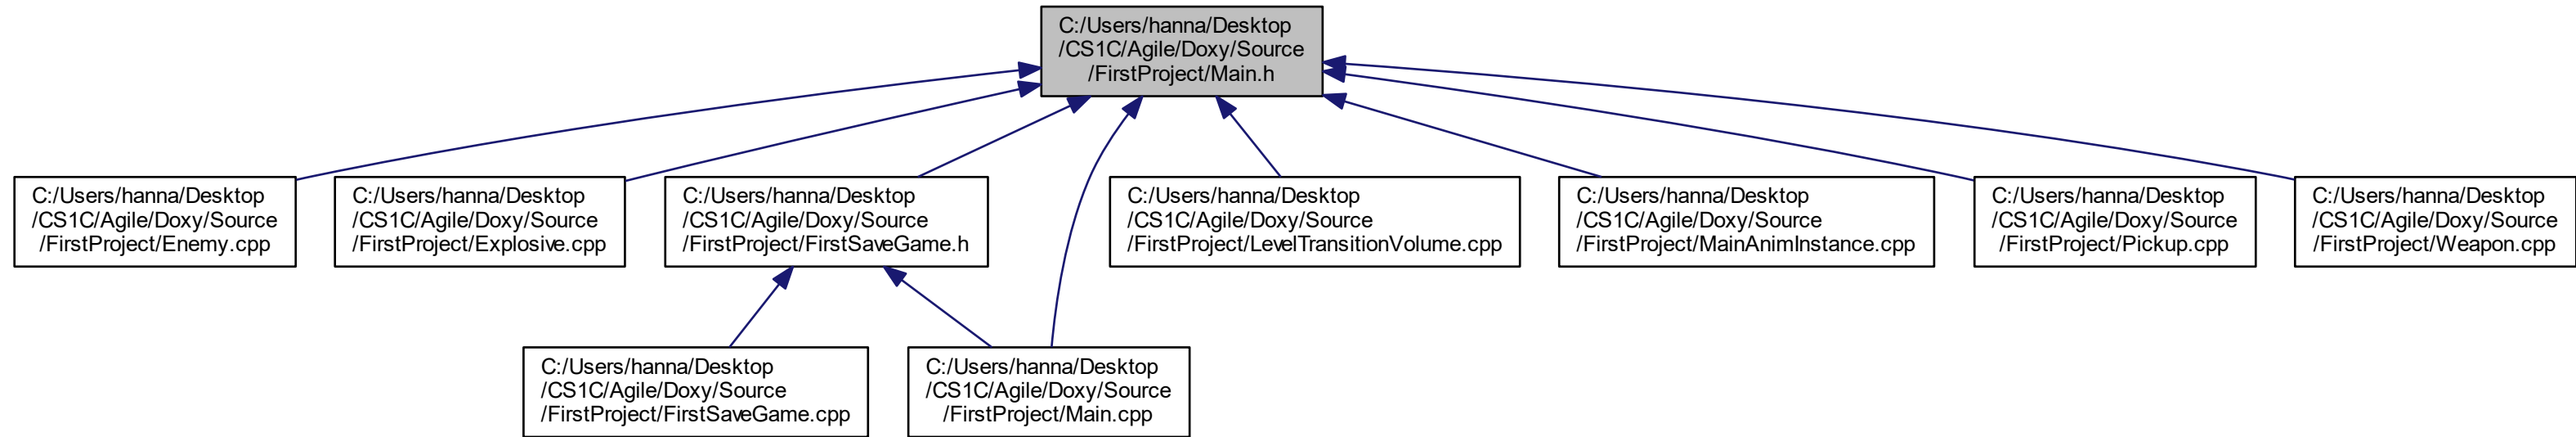 C:/Users/hanna/Desktop
/CS1C/Agile/Doxy/Source
/FirstProject/Main.h
C:/Users/hanna/Desktop
/CS1C/Agile/Doxy/Source
/FirstProject/Enemy.cpp
C:/Users/hanna/Desktop
/CS1C/Agile/Doxy/Source
/FirstProject/Explosive.cpp
C:/Users/hanna/Desktop
/CS1C/Agile/Doxy/Source
/FirstProject/FirstSaveGame.h
C:/Users/hanna/Desktop
/CS1C/Agile/Doxy/Source
/FirstProject/LevelTransitionVolume.cpp
C:/Users/hanna/Desktop
/CS1C/Agile/Doxy/Source
/FirstProject/MainAnimInstance.cpp
C:/Users/hanna/Desktop
/CS1C/Agile/Doxy/Source
/FirstProject/Pickup.cpp
C:/Users/hanna/Desktop
/CS1C/Agile/Doxy/Source
/FirstProject/Weapon.cpp
C:/Users/hanna/Desktop
/CS1C/Agile/Doxy/Source
/FirstProject/FirstSaveGame.cpp
C:/Users/hanna/Desktop
/CS1C/Agile/Doxy/Source
/FirstProject/Main.cpp